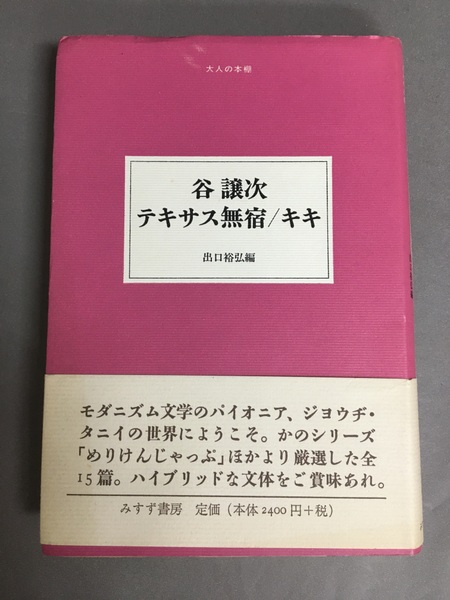 大人の本棚
谷 譲次
テキサス無宿/キキ
出口裕弘編
モダニズム文学のパイオニア、ジョウヂ・
タニイの世界にようこそ。かのシリーズ
「めりけんじゃっぷ」ほかより厳選した全
15篇。ハイブリッドな文体をご賞味あれ。
みすず書房 定価（本体2400円+税）